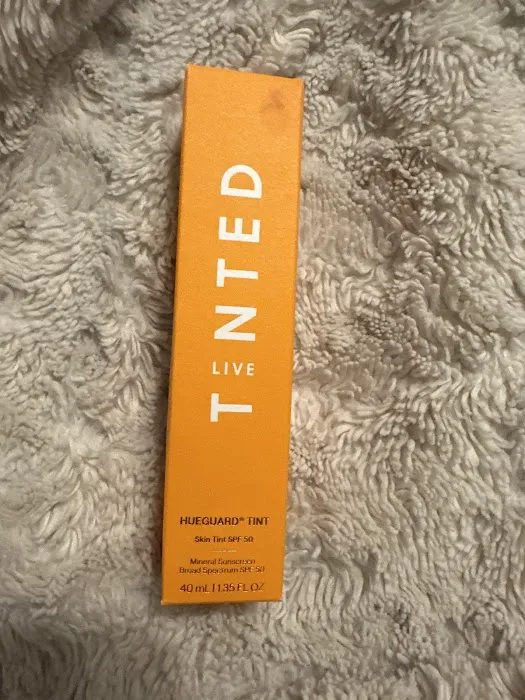 T LIVE NTED
HUEGUARD® TINT
Skin Tint SPF 50
Mineral Sunscreen
Broad Spectrum SPF 50
40 mL | 1.35 FL OZ